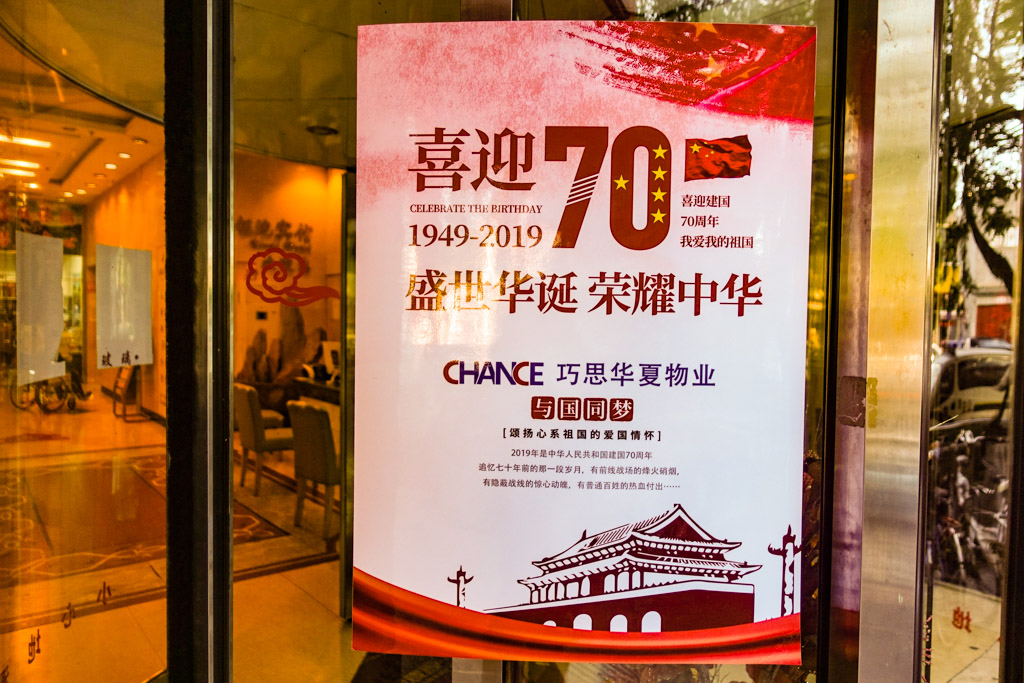 喜迎70
CELEBRATE THE BIRTHDAY
1949-2019
喜迎建国
70周年
我爱我的祖国
盛世华诞 荣耀中华
CHANCE 巧思华夏物业
与国同梦
[颂扬心系祖国的爱国情怀]
2019年是中华人民共和国建国70周年
追忆七十年前的那一段岁月，有前线战场的烽火硝烟,
有隐蔽战线的惊心动魄，有普通百姓的热血付出……
玻璃
小心
地
地